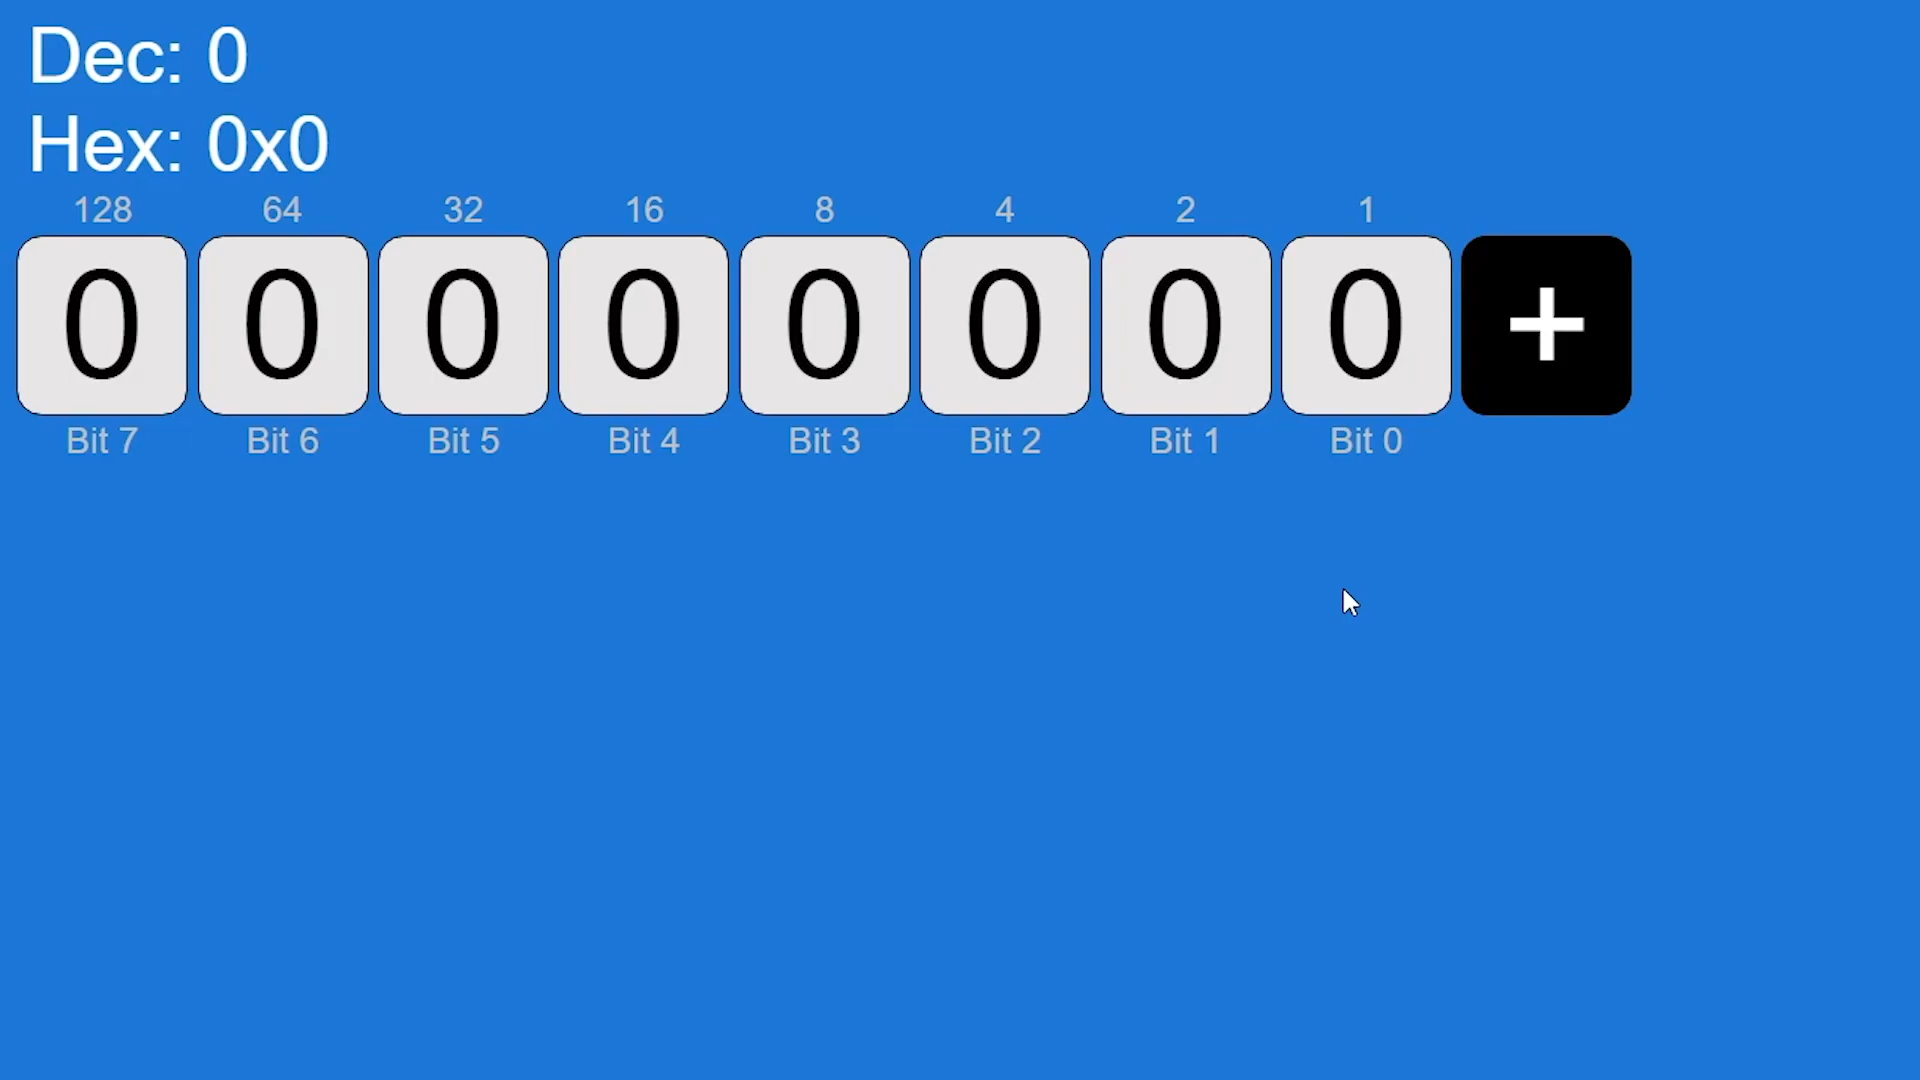 Dec: 0
Hex: 0x0
128 64 32 16 8 4 2 1
0 0 0 0 0 0 0 0 +
Bit 7 Bit 6 Bit 5 Bit 4 Bit 3 Bit 2 Bit 1 Bit 0